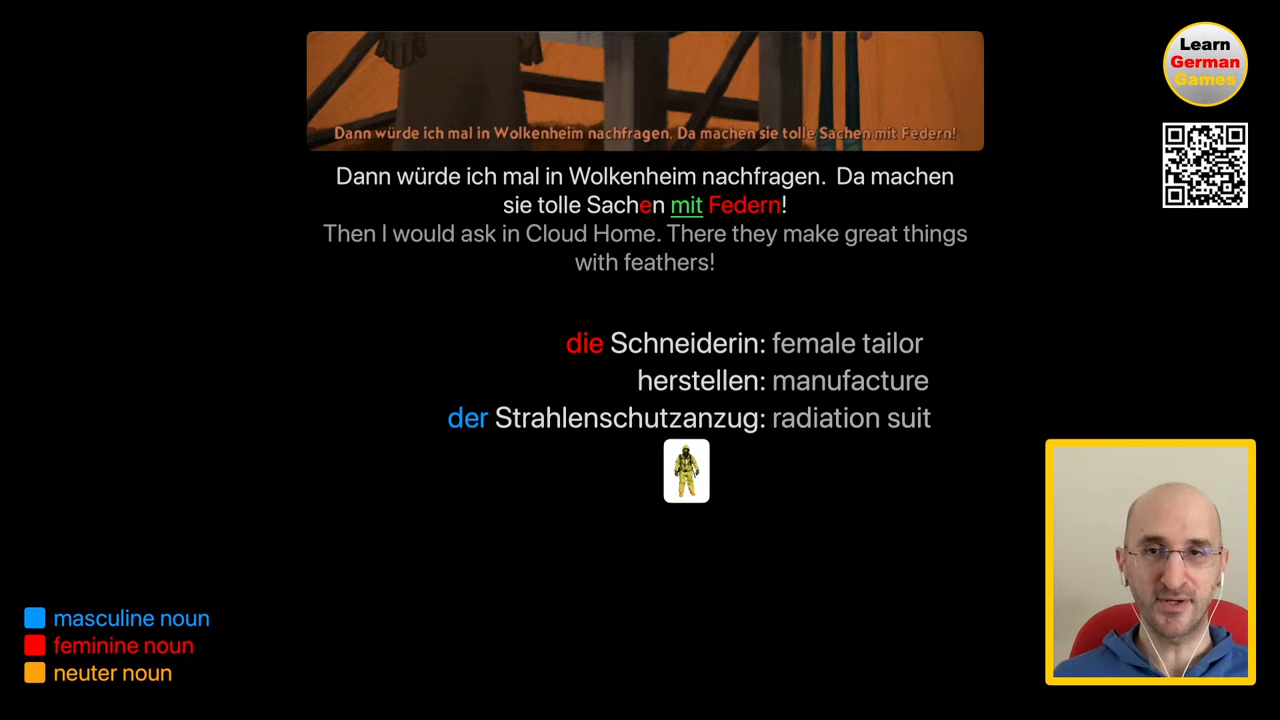 Learn
German
Games
Dann würde ich mal in Wolkenheim nachfragen. Da machen sie tolle Sachen mit Federn!
Dann würde ich mal in Wolkenheim nachfragen. Da machen
sie tolle Sachen mit Federn!
Then I would ask in Cloud Home. There they make great things
with feathers!
die Schneiderin: female tailor
herstellen: manufacture
der Strahlenschutzanzug: radiation suit
masculine noun
feminine noun
neuter noun